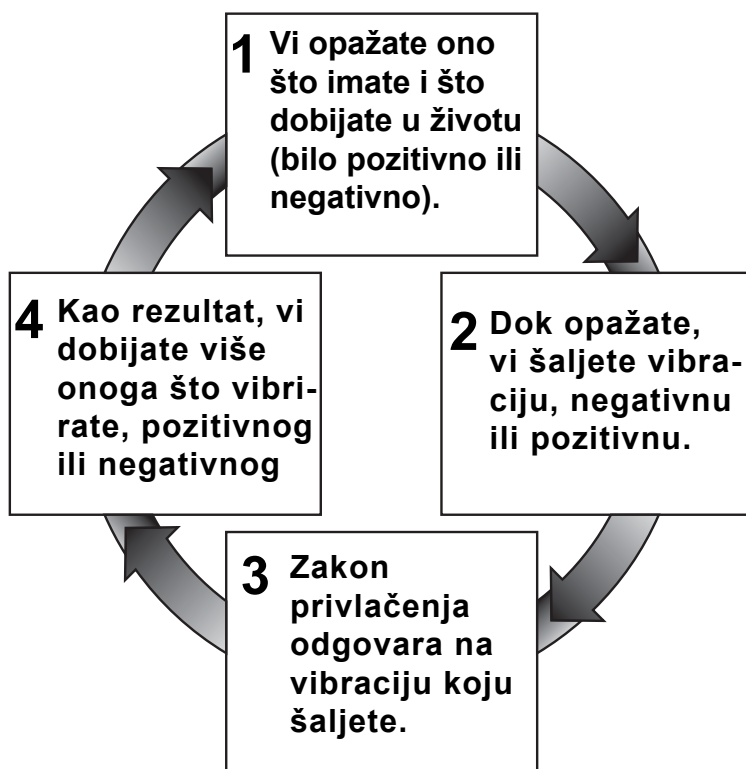 1 Vi opažate ono
što imate i što
dobijate u životu
(bilo pozitivno ili
negativno).
2 Dok opažate,
vi šaljete vibra-
ciju, negativnu
ili pozitivnu.
3 Zakon
privlačenja
odgovara na
vibraciju koju
šaljete.
4 Kao rezultat, vi
dobijate više
onoga što vibri-
rate, pozitivnog
ili negativnog